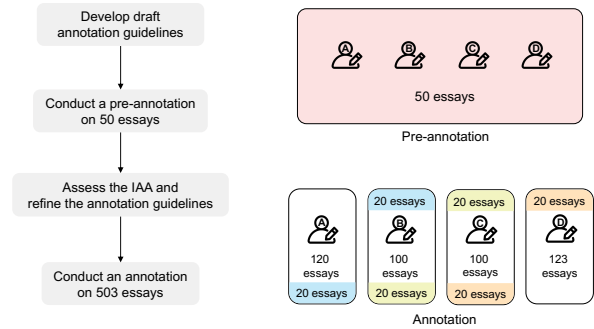 Develop draft
annotation guidelines
Conduct a pre-annotation
on 50 essays
Assess the IAA and
refine the annotation guidelines
Conduct an annotation
on 503 essays
A
B
C
D
50 essays
Pre-annotation
A
120
essays
20 essays
20 essays
B
100
essays
20 essays
20 essays
C
100
essays
20 essays
20 essays
D
123
essays
Annotation